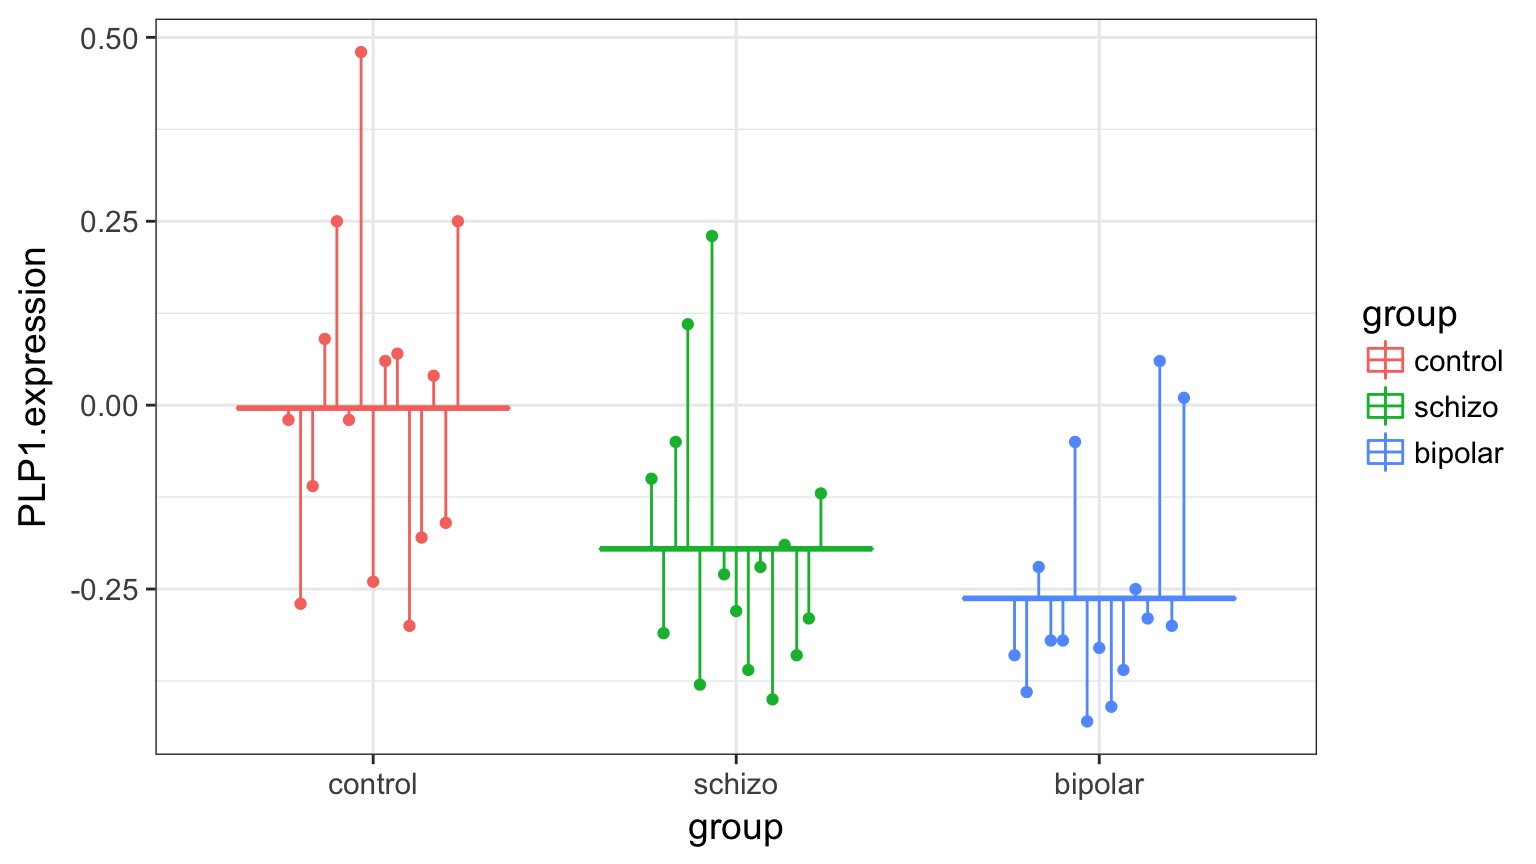 PLP1.expression
0.50
0.25
0.00
-0.25
control
schizo
bipolar
group
group
control
schizo
bipolar